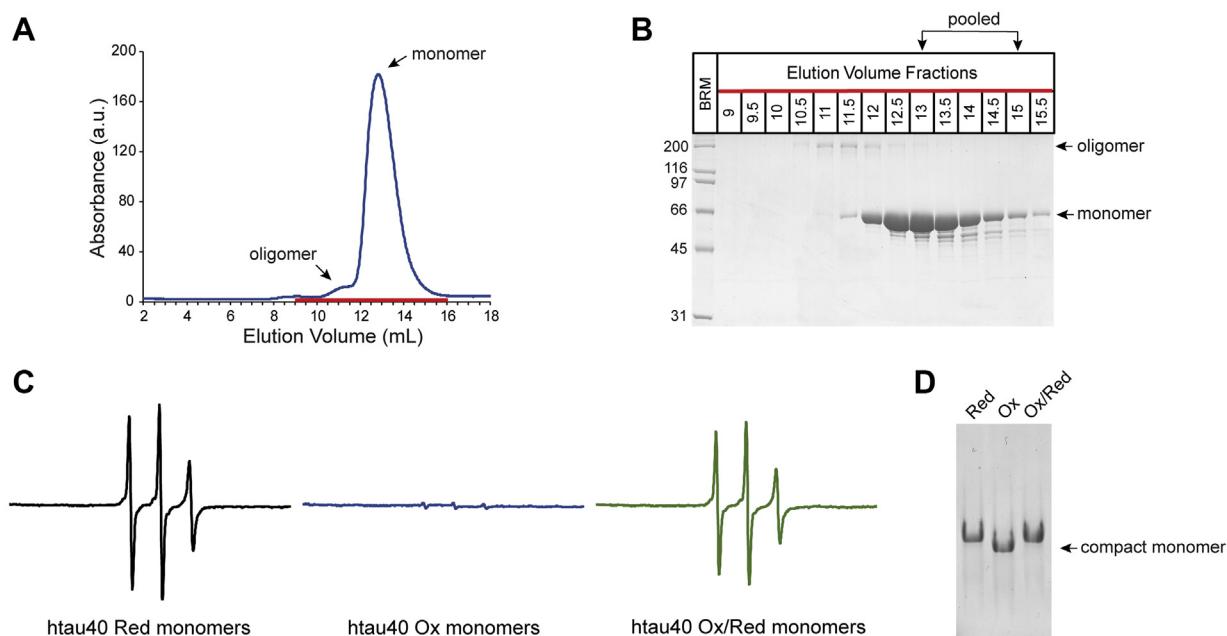 A
200
160
120
80
40
0
Absorbance (a.u.)
monomer
oligomer
2 4 6 8 10 12 14 16 18
Elution Volume (mL)
B
pooled
BRM
Elution Volume Fractions
9 9.5 10 10.5 11 11.5 12 12.5 13 13.5 14 14.5 15 15.5
200
116
97
66
45
31
oligomer
monomer
C
htau40 Red monomers
htau40 Ox monomers
htau40 Ox/Red monomers
D
Red Ox Ox/Red
compact monomer